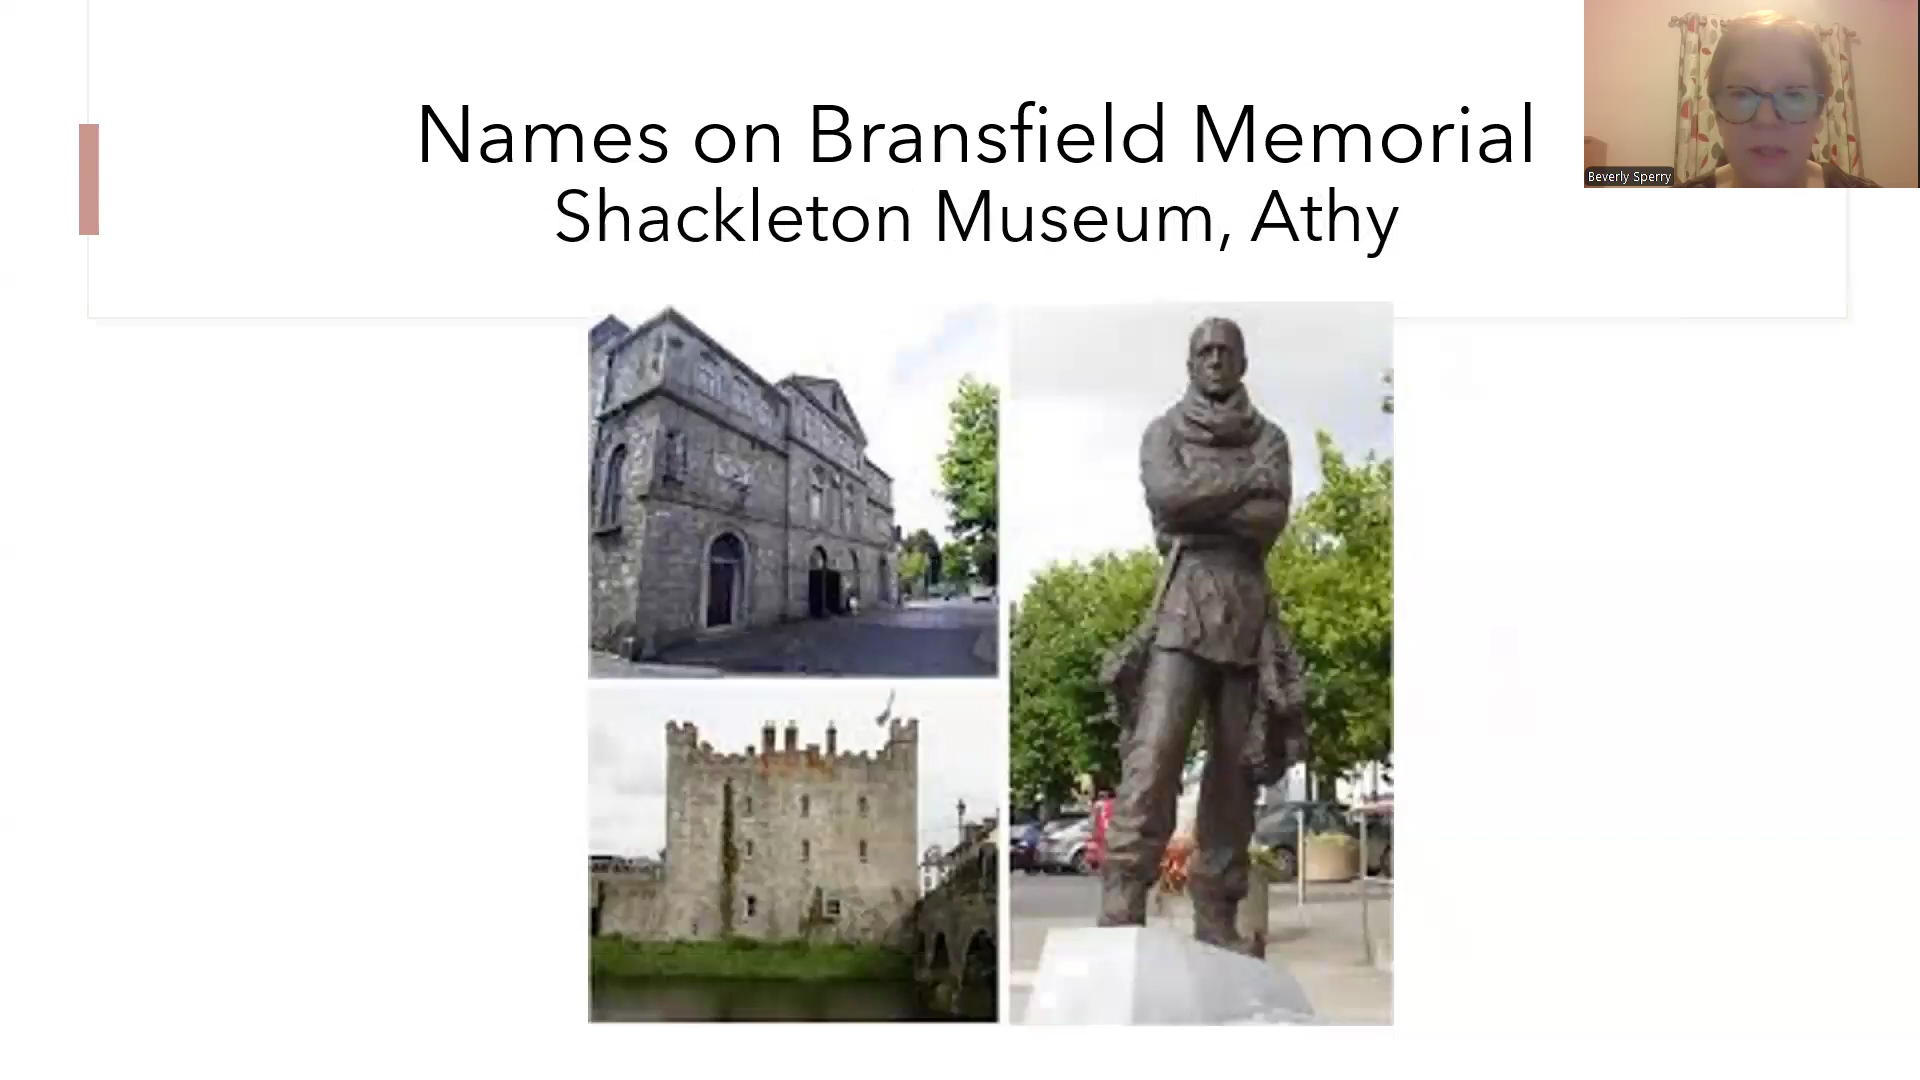 Names on Bransfield Memorial
Shackleton Museum, Athy
Beverly Sperry